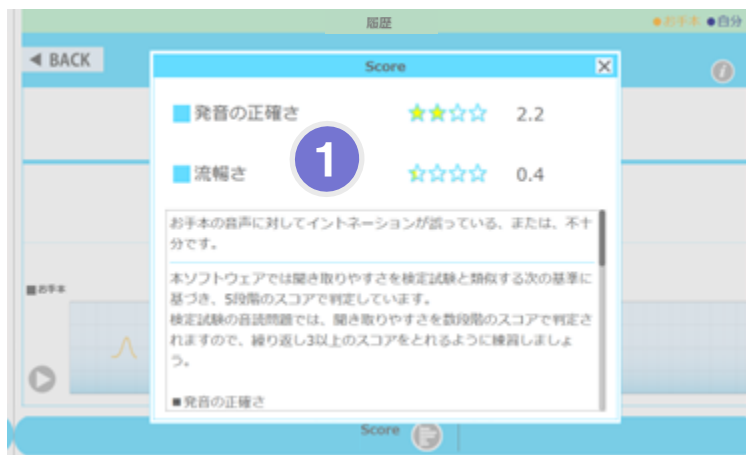 履歴
●お手本 ●自分
◀ BACK
Score
発音の正確さ 2.2
1
流暢さ 0.4
お手本の音声に対してイントネーションが誤っている、または、不十
分です。
本ソフトウェアでは聞き取りやすさを検定試験と類似する次の基準に
基づき、5段階のスコアで判定しています。
検定試験の音読問題では、聞き取りやすさを数段階のスコアで判定さ
れますので、繰り返し3以上のスコアをとれるように練習しましょ
う。
■発音の正確さ
■お手本
Score